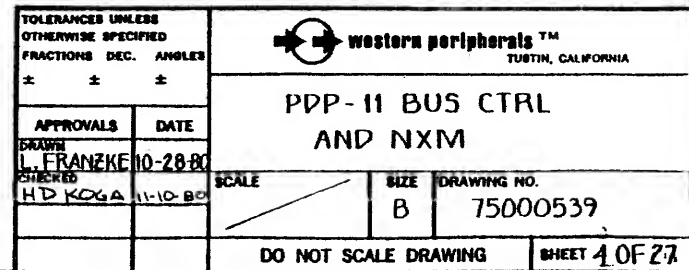 TOLERANCES UNLESS
OTHERWISE SPECIFIED
FRACTIONS DEC. ANGLES
± ± ±
APPROVALS DATE
DRAWN
L. FRANZKE 10-28-80
CHECKED
HD KOGA 11-10-80
western peripherals ™
TUSTIN, CALIFORNIA
PDP-11 BUS CTRL
AND NXM
SCALE
SIZE
B
DRAWING NO.
75000539
DO NOT SCALE DRAWING
SHEET 4 OF 27